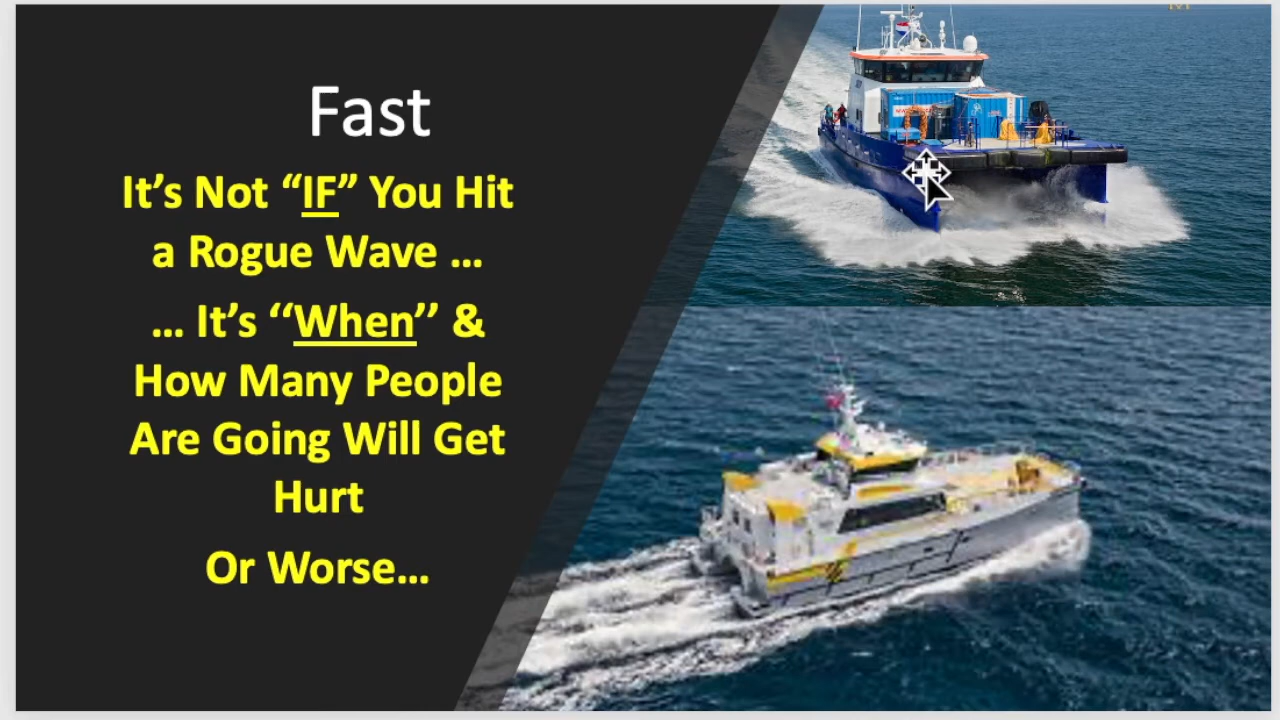 Fast
It’s Not “IF” You Hit
a Rogue Wave ...
... It’s “When” &
How Many People
Are Going Will Get
Hurt
Or Worse...